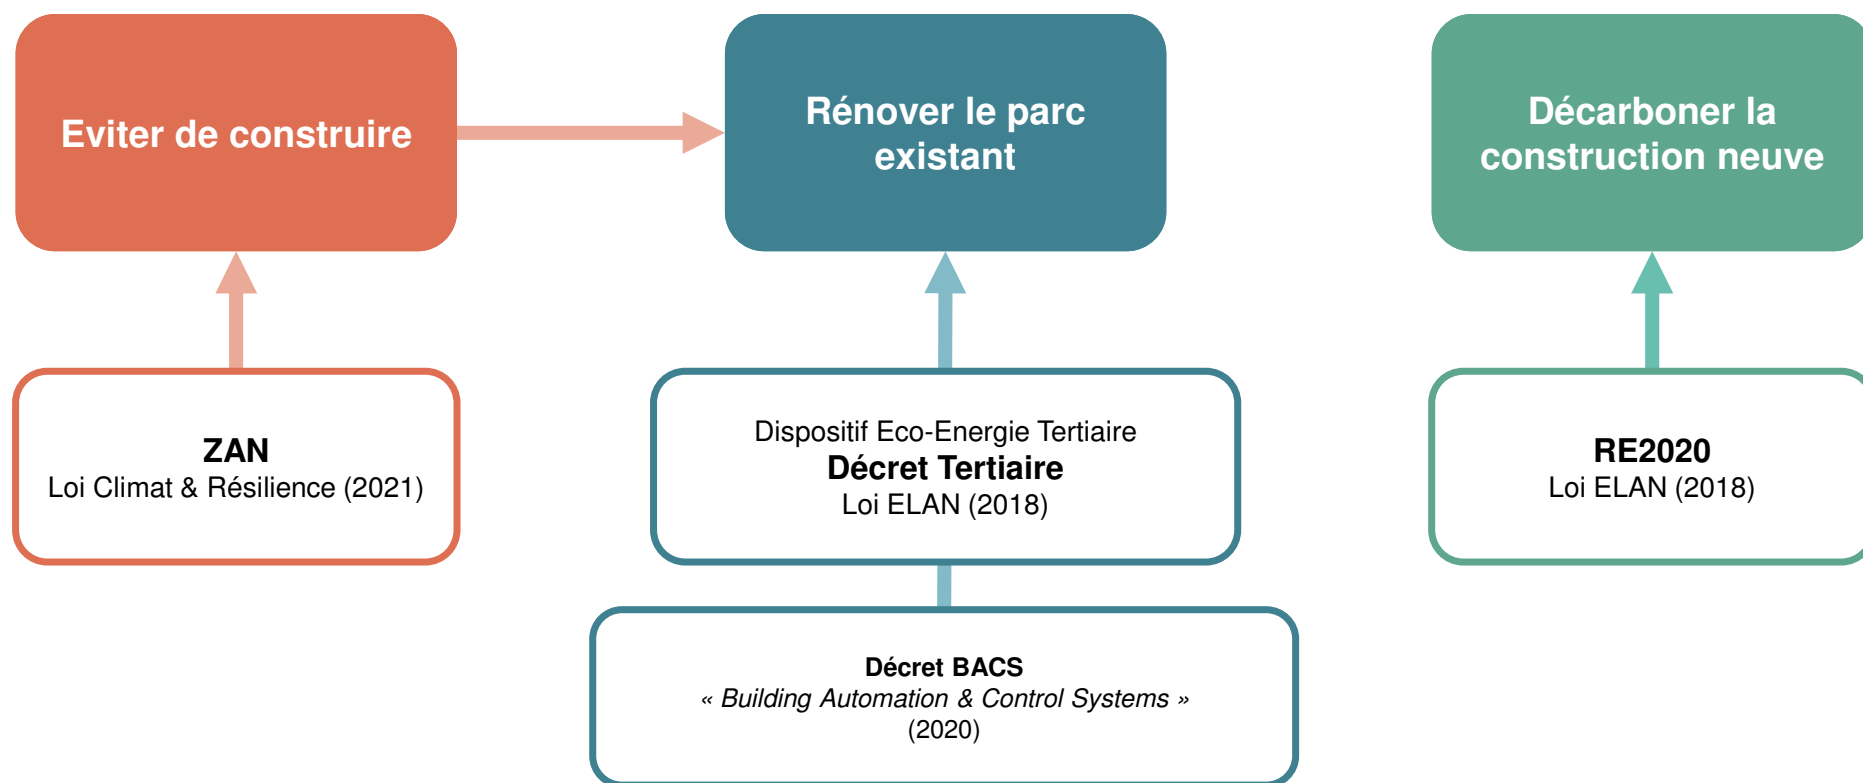 Eviter de construire
Rénover le parc
existant
Décarboner la
construction neuve
ZAN
Loi Climat & Résilience (2021)
Dispositif Eco-Energie Tertiaire
Décret Tertiaire
Loi ELAN (2018)
RE2020
Loi ELAN (2018)
Décret BACS
« Building Automation & Control Systems »
(2020)